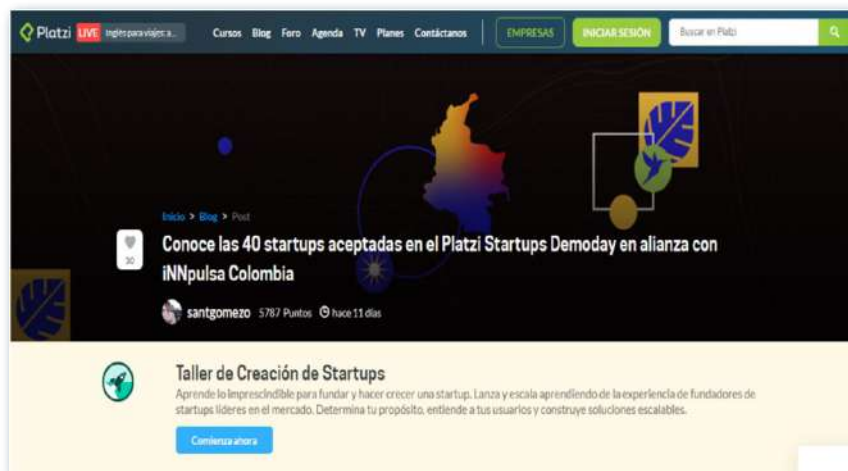 Platzi LIVE Inglés para viajes: a... Cursos Blog Foro Agenda TV Planes Contáctanos EMPRESAS INICIAR SESIÓN Buscar en Platzi
Inicio > Blog > Post
Conoce las 40 startups aceptadas en el Platzi Startups Demoday en alianza con
iNNpulsa Colombia
30
santgomezo 5787 Puntos hace 11 días
Taller de Creación de Startups
Aprende lo imprescindible para fundar y hacer crecer una startup. Lanza y escala aprendiendo de la experiencia de fundadores de
startups líderes en el mercado. Determina tu propósito, entiende a tus usuarios y construye soluciones escalables.
Comienza ahora